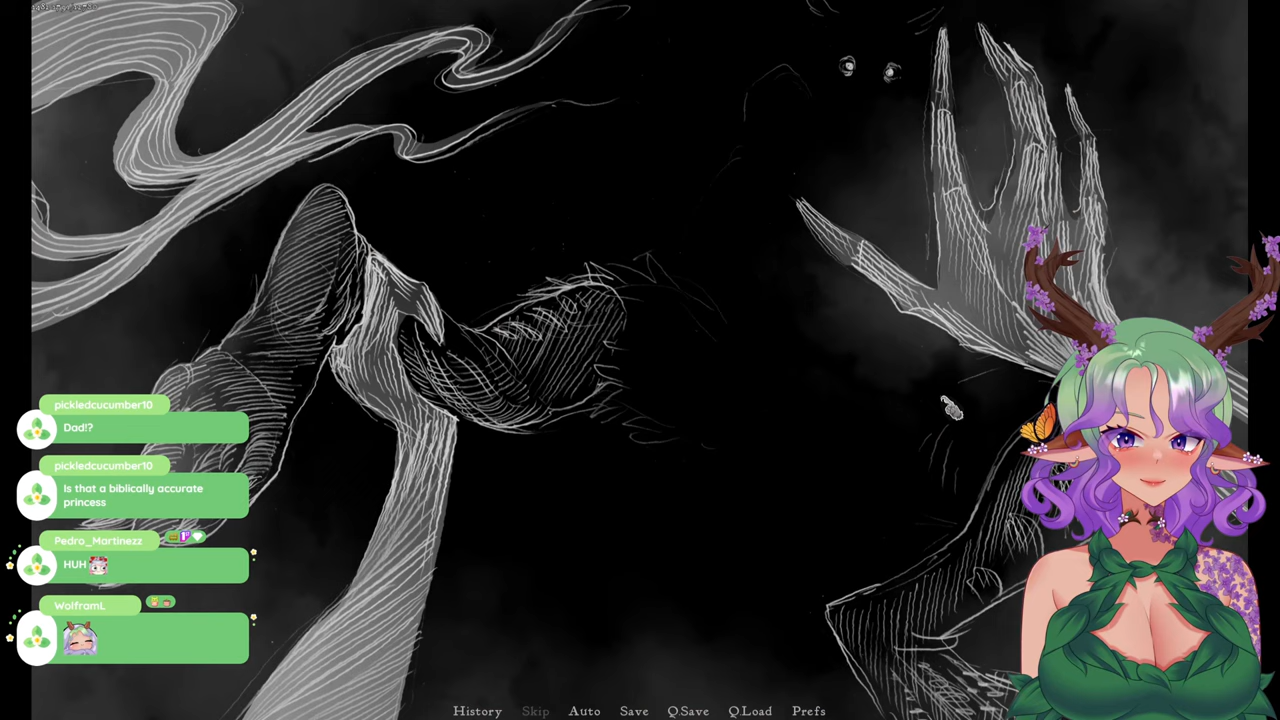 pickledcucumber10
Dad!?
pickledcucumber10
Is that a biblically accurate
princess
Pedro_Martinezz
HUH
WolframL
History Skip Auto Save Q.Save Q.Load Prefs